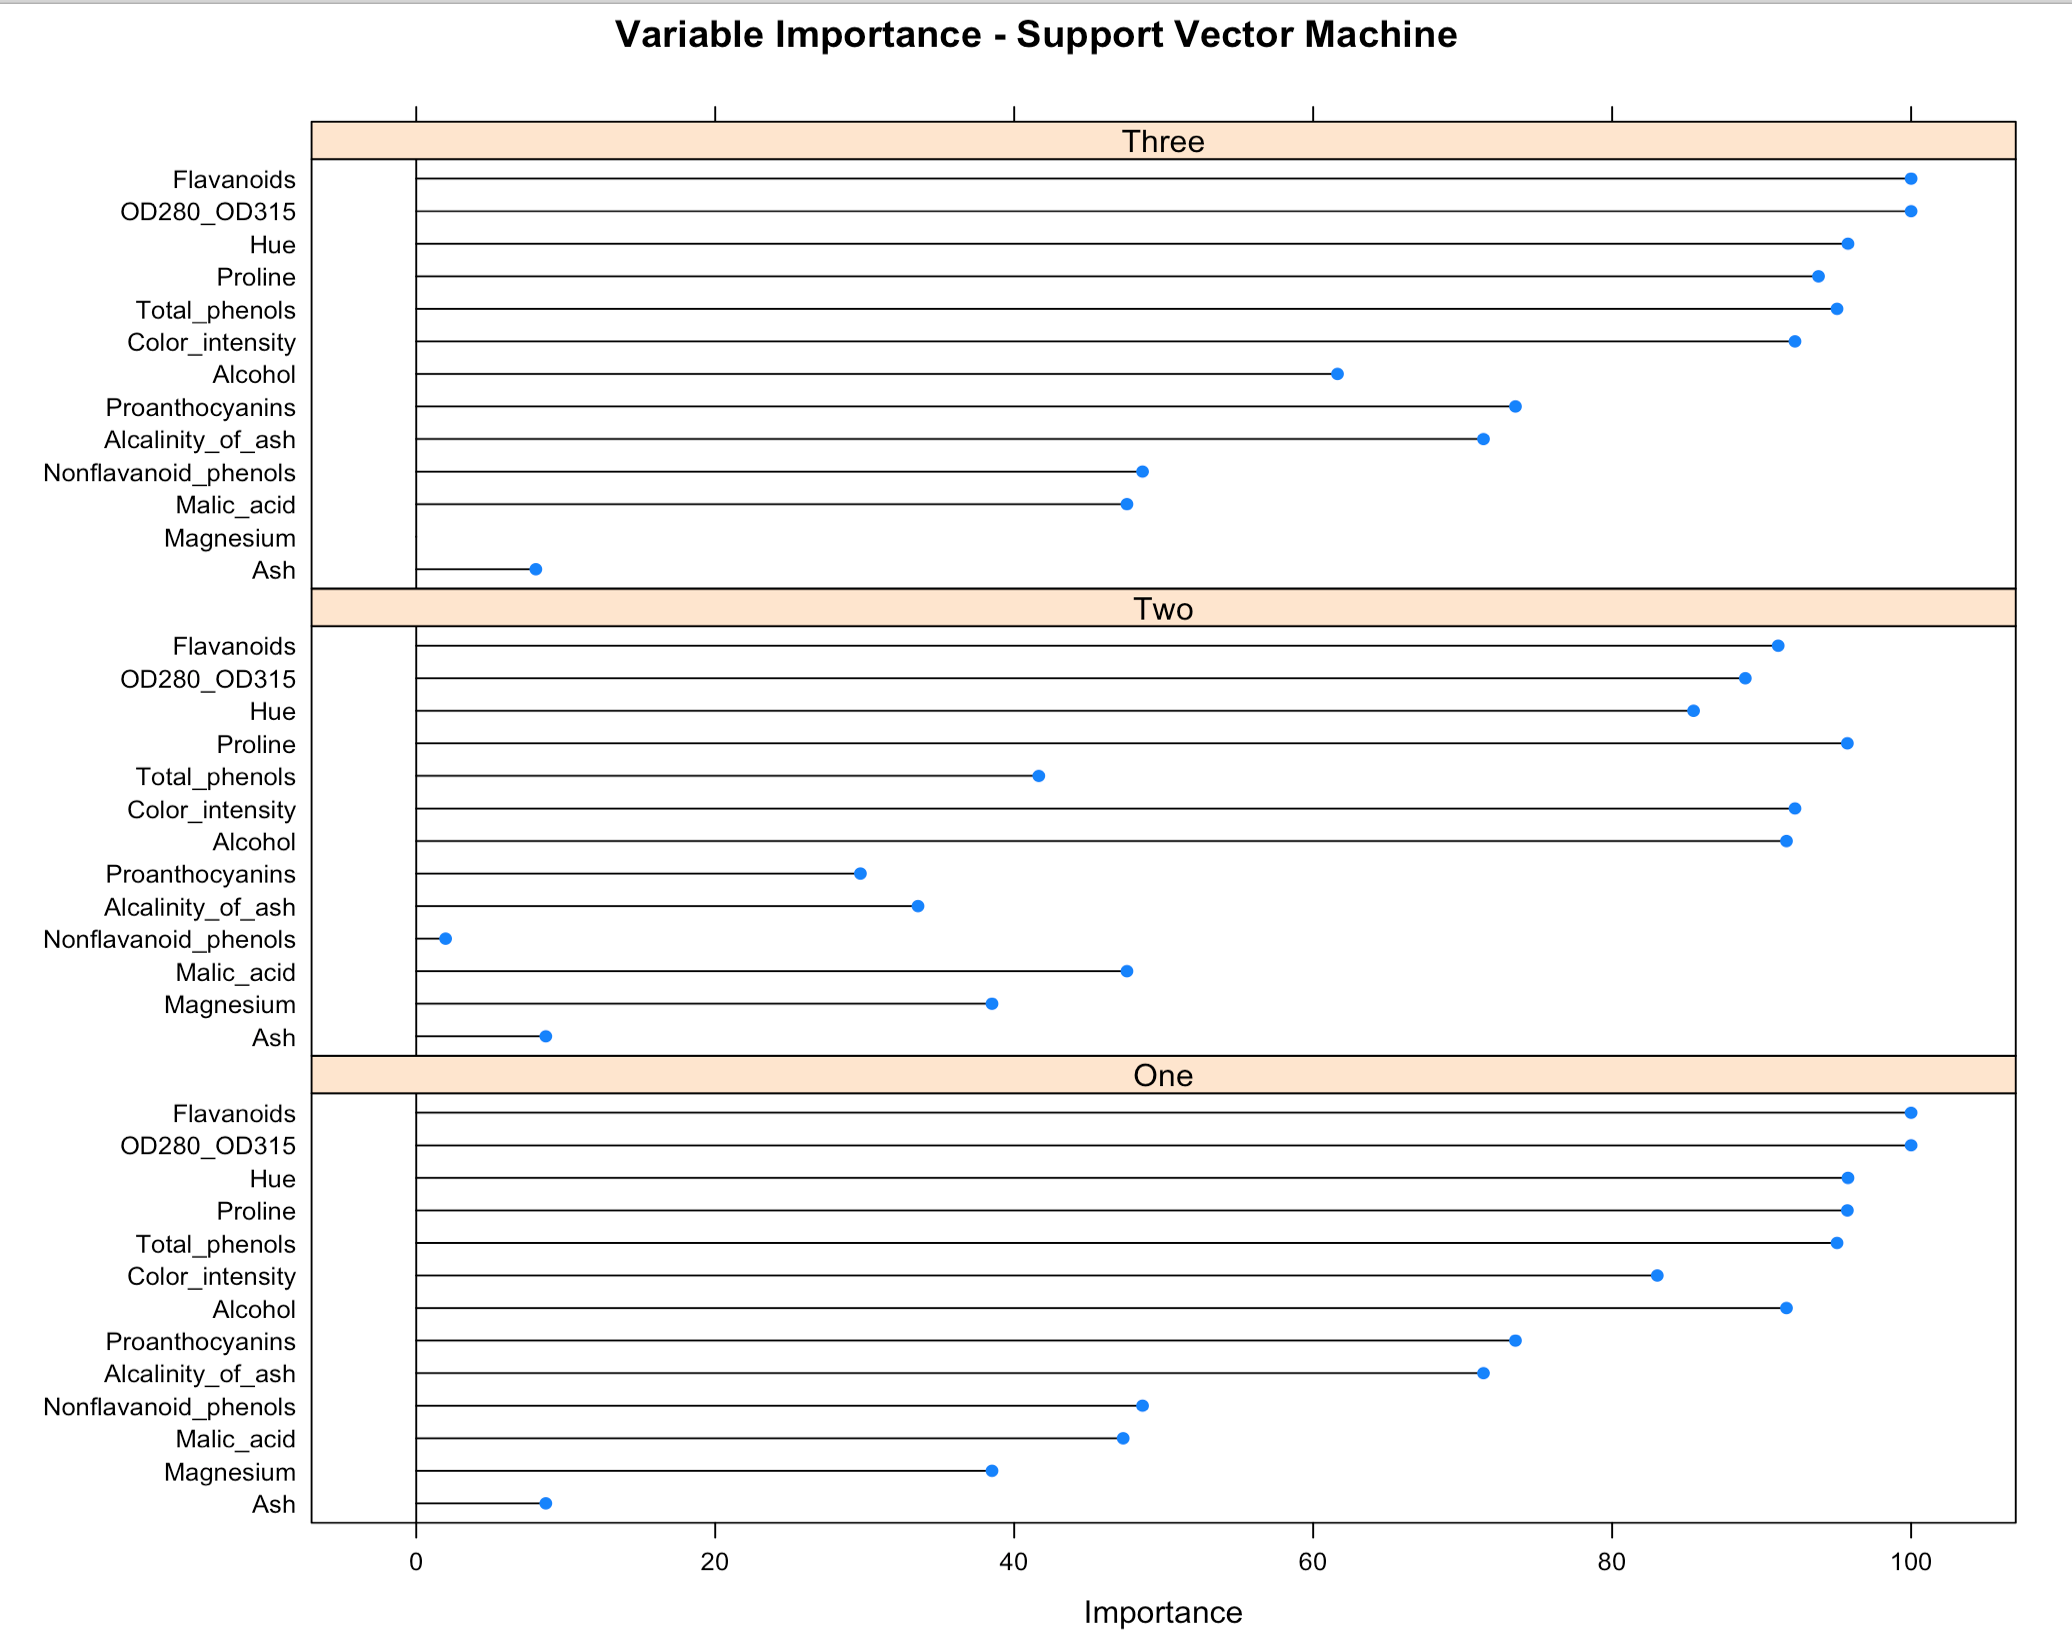 Variable Importance - Support Vector Machine
Three
Flavanoids
OD280_OD315
Hue
Proline
Total_phenols
Color_intensity
Alcohol
Proanthocyanins
Alcalinity_of_ash
Nonflavanoid_phenols
Malic_acid
Magnesium
Ash
Two
Flavanoids
OD280_OD315
Hue
Proline
Total_phenols
Color_intensity
Alcohol
Proanthocyanins
Alcalinity_of_ash
Nonflavanoid_phenols
Malic_acid
Magnesium
Ash
One
Flavanoids
OD280_OD315
Hue
Proline
Total_phenols
Color_intensity
Alcohol
Proanthocyanins
Alcalinity_of_ash
Nonflavanoid_phenols
Malic_acid
Magnesium
Ash
0 20 40 60 80 100
Importance